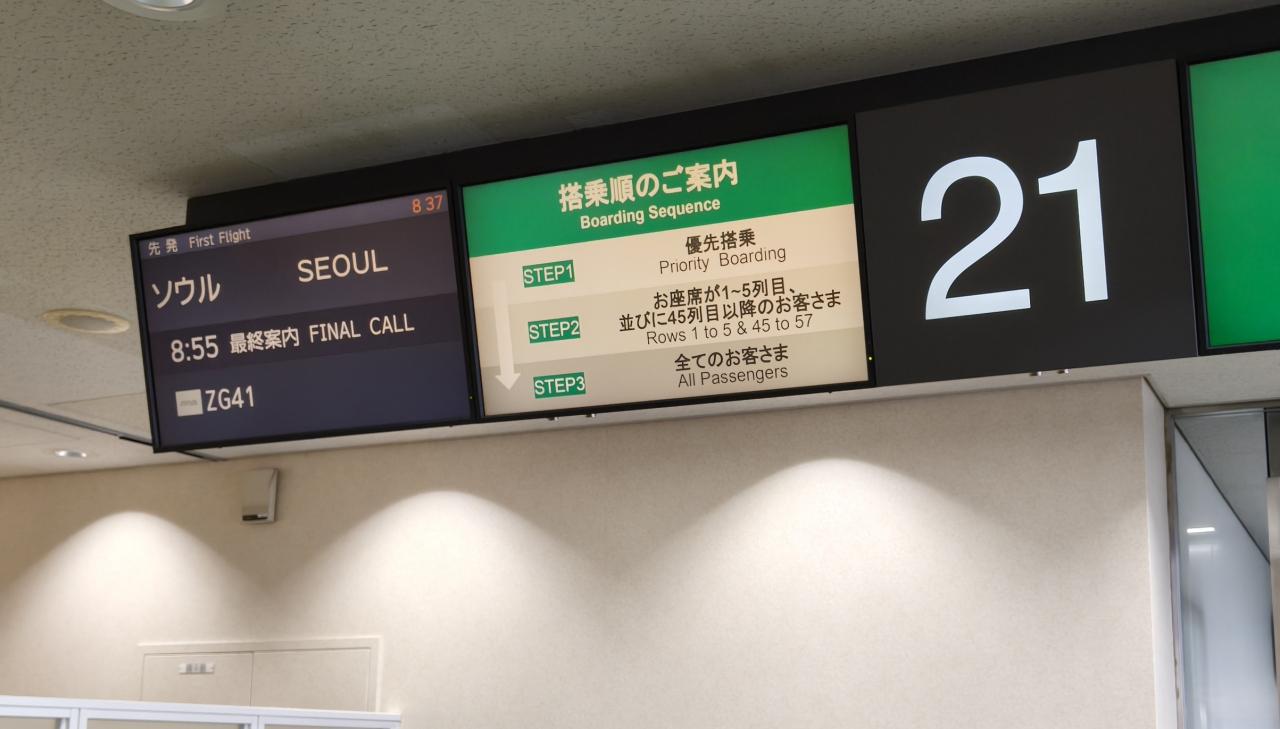 8 37
先 発 First Flight
ソウル SEOUL
8:55 最終案内 FINAL CALL
ZG41
搭乗順のご案内
Boarding Sequence
STEP1
優先搭乗
Priority Boarding
STEP2
お座席が1~5列目、
並びに45列目以降のお客さま
Rows 1 to 5 & 45 to 57
STEP3
全てのお客さま
All Passengers
21